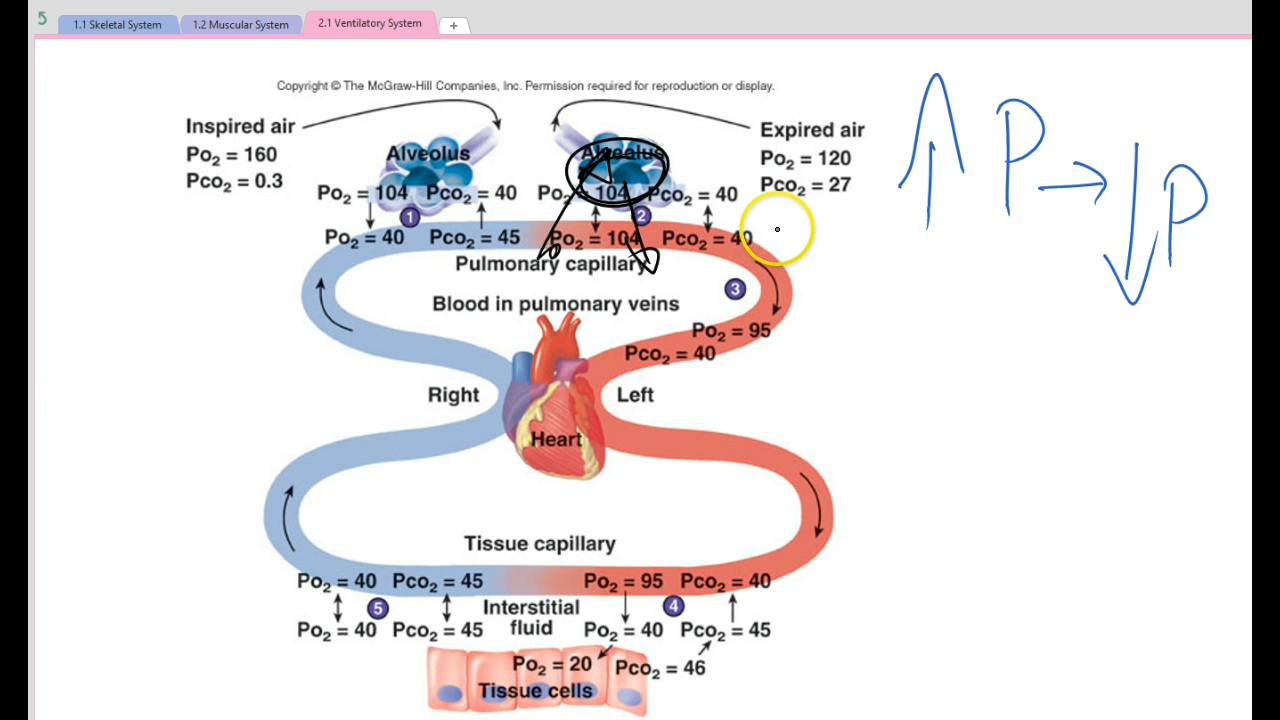 1.1 Skeletal System
1.2 Muscular System
2.1 Ventilatory System
+
Copyright © The McGraw-Hill Companies, Inc. Permission required for reproduction or display.
Inspired air
Po₂ = 160
Pco₂ = 0.3
Expired air
Po₂ = 120
Pco₂ = 27
Alveolus
Alveolus
Po₂ = 104 Pco₂ = 40
Po₂ = 104 Pco₂ = 40
1
2
Po₂ = 40 Pco₂ = 45
Po₂ = 104 Pco₂ = 40
Pulmonary capillary
3
Blood in pulmonary veins
Po₂ = 95
Pco₂ = 40
Right
Left
Heart
Tissue capillary
Po₂ = 40 Pco₂ = 45
Po₂ = 95 Pco₂ = 40
5
Interstitial
fluid
4
Po₂ = 40 Pco₂ = 45
Po₂ = 40 Pco₂ = 45
Po₂ = 20 Pco₂ = 46
Tissue cells
↑ P → ↓ P